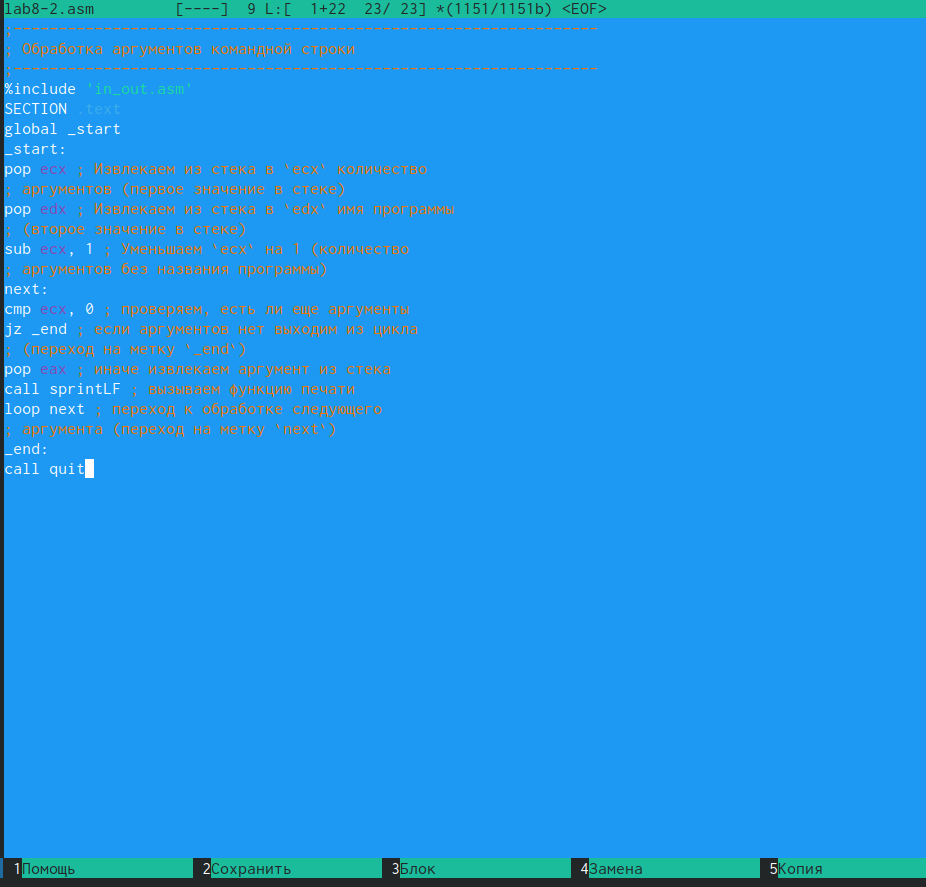 lab8-2.asm         [----]  9 L:[  1+22  23/ 23] *(1151/1151b) <EOF>
;-----------------------------------------------------------------
; Обработка аргументов командной строки
;-----------------------------------------------------------------
%include 'in_out.asm'
SECTION .text
global _start
_start:
pop ecx ; Извлекаем из стека в `ecx` количество
; аргументов (первое значение в стеке)
pop edx ; Извлекаем из стека в `edx` имя программы
; (второе значение в стеке)
sub ecx, 1 ; Уменьшаем `ecx` на 1 (количество
; аргументов без названия программы)
next:
cmp ecx, 0 ; проверяем, есть ли еще аргументы
jz _end ; если аргументов нет выходим из цикла
; (переход на метку `_end`)
pop eax ; иначе извлекаем аргумент из стека
call sprintLF ; вызываем функцию печати
loop next ; переход к обработке следующего
; аргумента (переход на метку `next`)
_end:
call quit
1Помощь 2Сохранить 3Блок 4Замена 5Копия